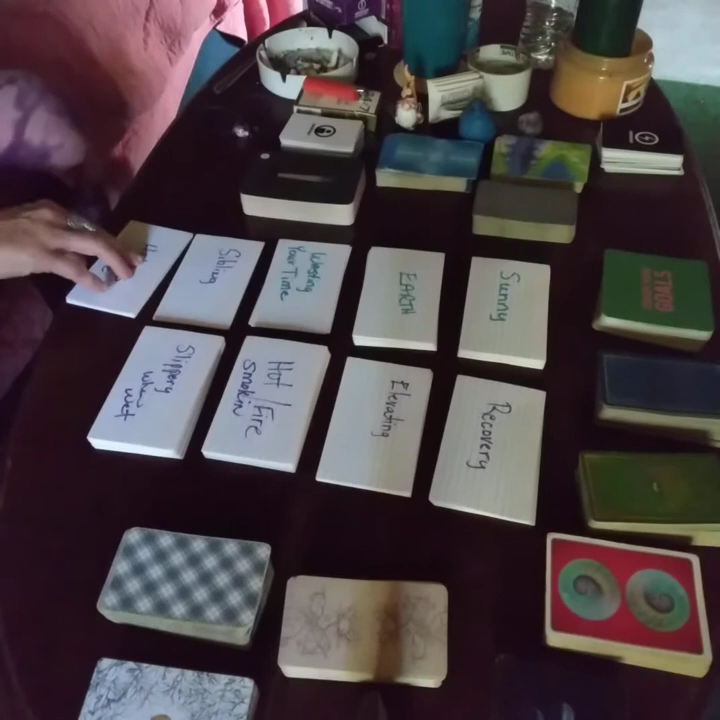 Sibling
Wasting
Your Time
EARTH
Sunny
Slippery
when
wet
Hot/Fire
smokin
Elevating
Recovery